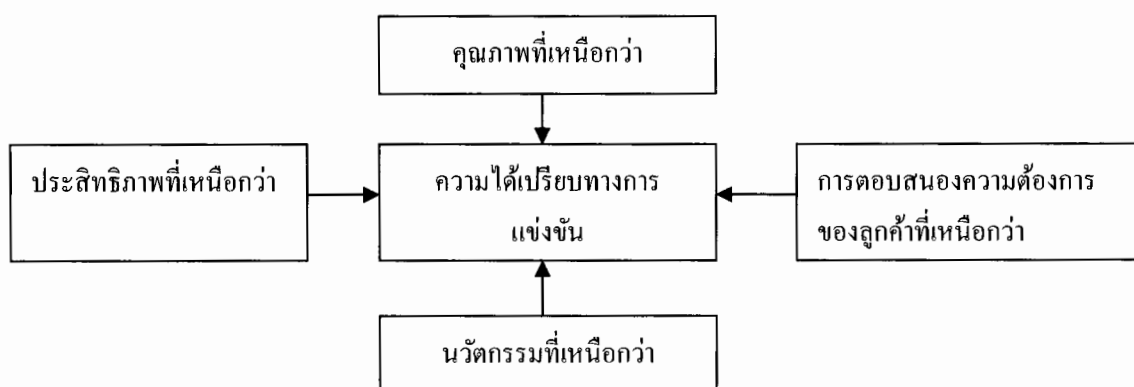 คุณภาพที่เหนือกว่า
ประสิทธิภาพที่เหนือกว่า
ความได้เปรียบทางการ
แข่งขัน
การตอบสนองความต้องการ
ของลูกค้าที่เหนือกว่า
นวัตกรรมที่เหนือกว่า